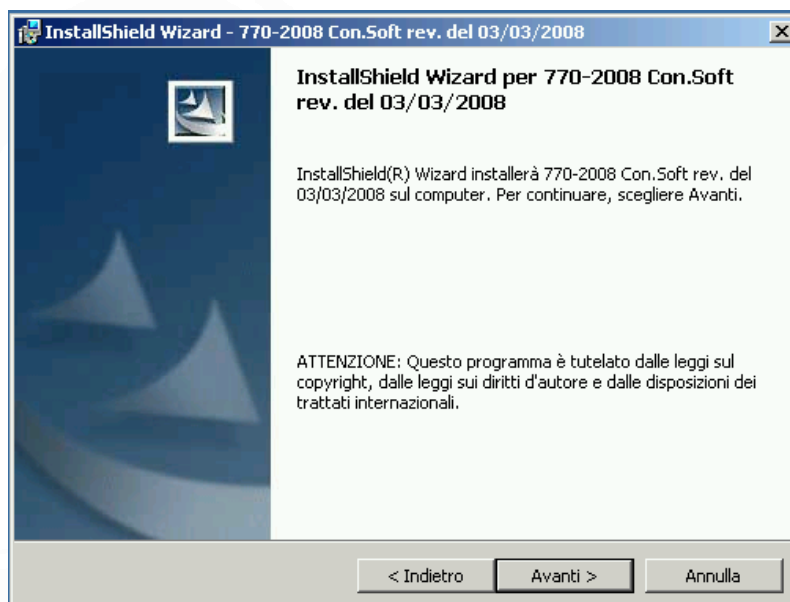 InstallShield Wizard - 770-2008 Con.Soft rev. del 03/03/2008
InstallShield Wizard per 770-2008 Con.Soft
rev. del 03/03/2008
InstallShield(R) Wizard installerà 770-2008 Con.Soft rev. del
03/03/2008 sul computer. Per continuare, scegliere Avanti.
ATTENZIONE: Questo programma è tutelato dalle leggi sul
copyright, dalle leggi sui diritti d'autore e dalle disposizioni dei
trattati internazionali.
< Indietro
Avanti >
Annulla